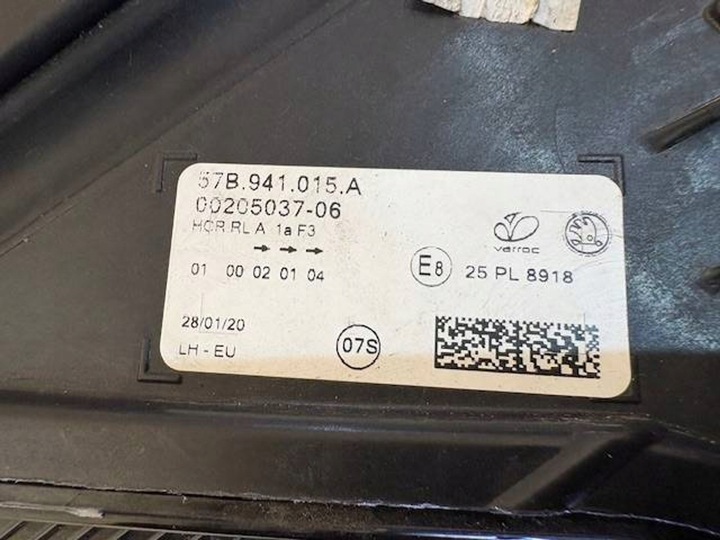 57B.941.015.A
00205037-06
HCR RL A 1a F3
→ → →
01 00 02 01 04
varroc
E8 25 PL 8918
28/01/20
LH - EU
07S